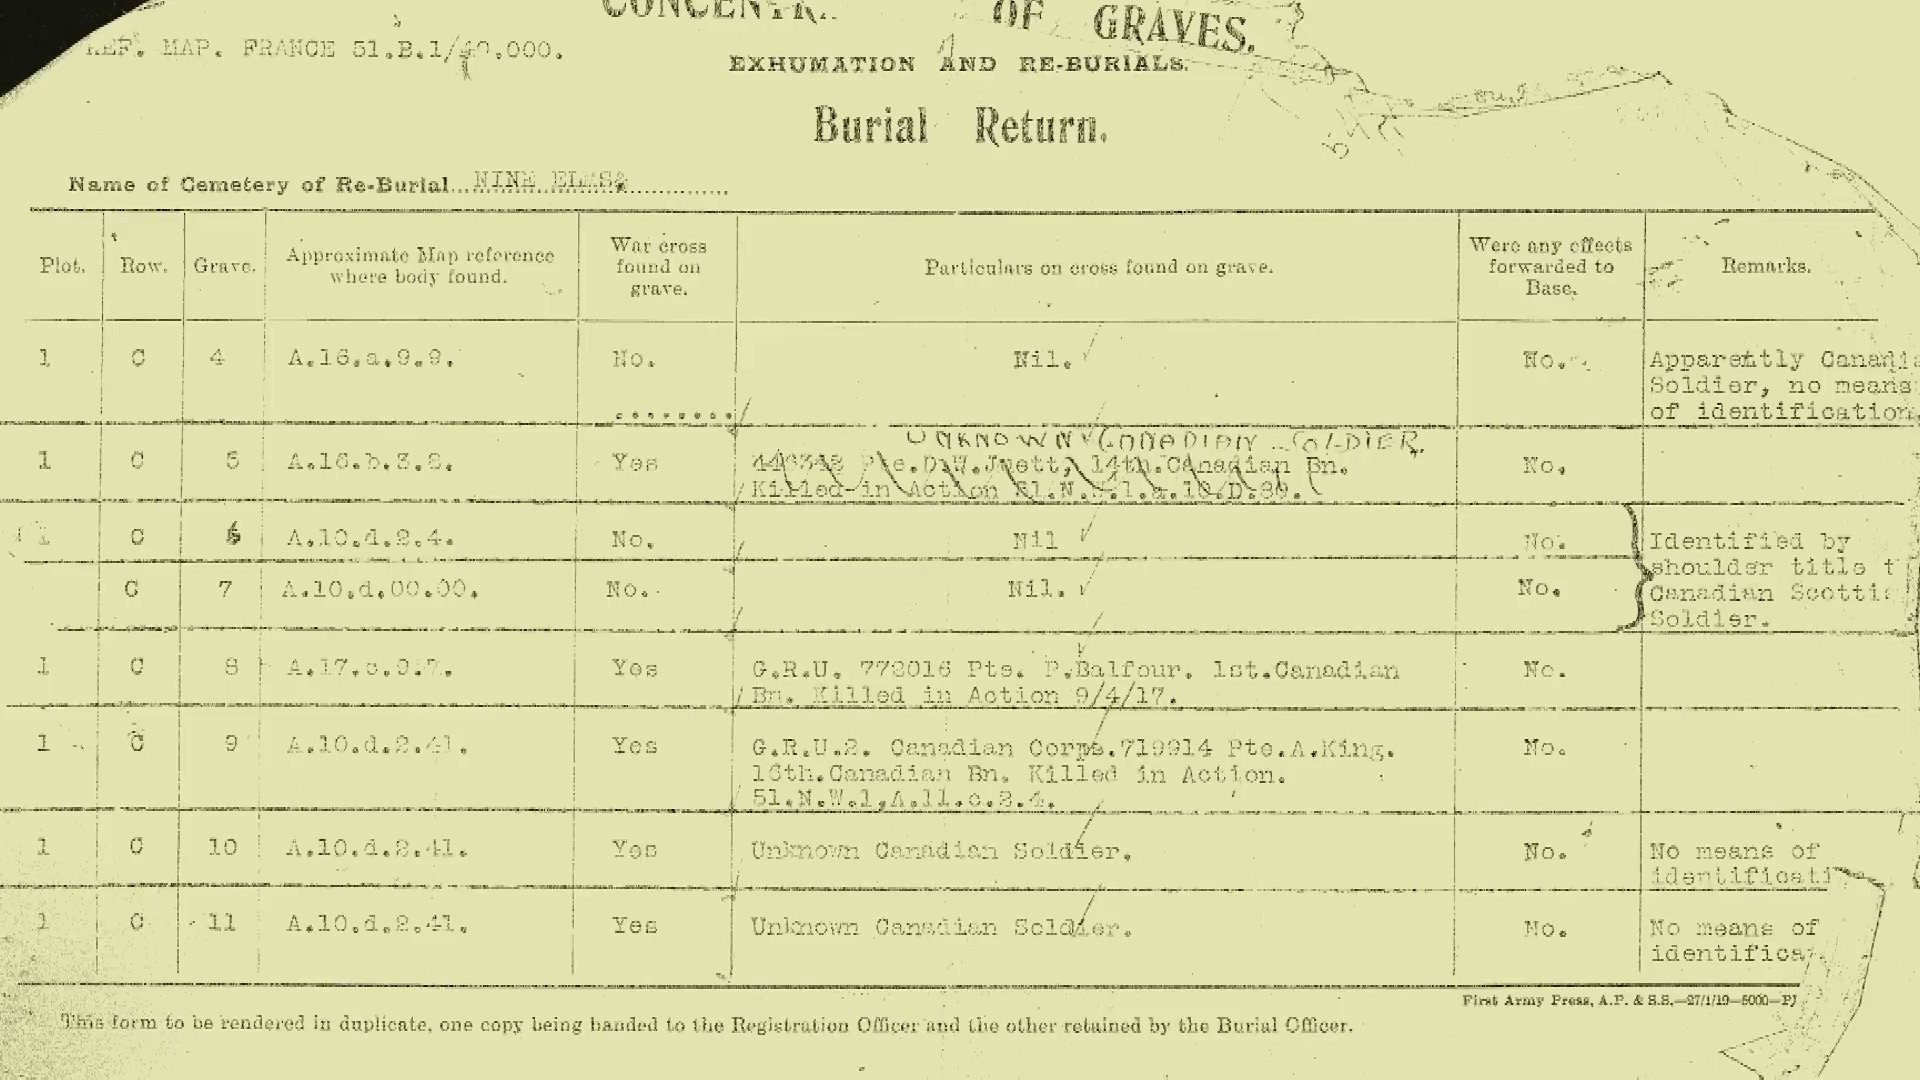 OF GRAVES.
REF. MAP. FRANCE 51.B.1/40.000.
EXHUMATION AND RE-BURIALS.
Burial Return.
Name of Cemetery of Re-Burial... NINE ELMS.
Plot. Row. Grave. Approximate Map reference where body found. War cross found on grave. Particulars on cross found on grave. Were any effects forwarded to Base. Remarks.
1 C 4 A.16.a.9.9. No. Nil. No. Apparently Canadi
Soldier, no means
of identification
UNKNOWN CANADIAN SOLDIER.
1 C 5 A.16.b.3.8. Yes Pte.D.W. 14th.Canadian Bn. No.
Killed in Action
1 C 6 A.10.d.2.4. No. Nil No. Identified by
shoulder title
C 7 A.10.d.00.00. No. Nil. No. Canadian Scottis
Soldier.
1 C 8 A.17.c.9.7. Yes G.R.U. Pte. P.Balfour. 1st.Canadian No.
Bn. Killed in Action 9/4/17.
1 C 9 A.10.d.2.41. Yes G.R.U.2. Canadian Corps.719914 Pte.A.King. No.
16th.Canadian Bn. Killed in Action.
51.N.W.1,A.11.c.2.4.
1 C 10 A.10.d.2.41. Yes Unknown Canadian Soldier. No. No means of
identificati
1 C 11 A.10.d.2.41. Yes Unknown Canadian Soldier. No. No means of
identifica
First Army Press, A.P. & S.S.—27/1/19—5000—PJ
This form to be rendered in duplicate, one copy being handed to the Registration Officer and the other retained by the Burial Officer.